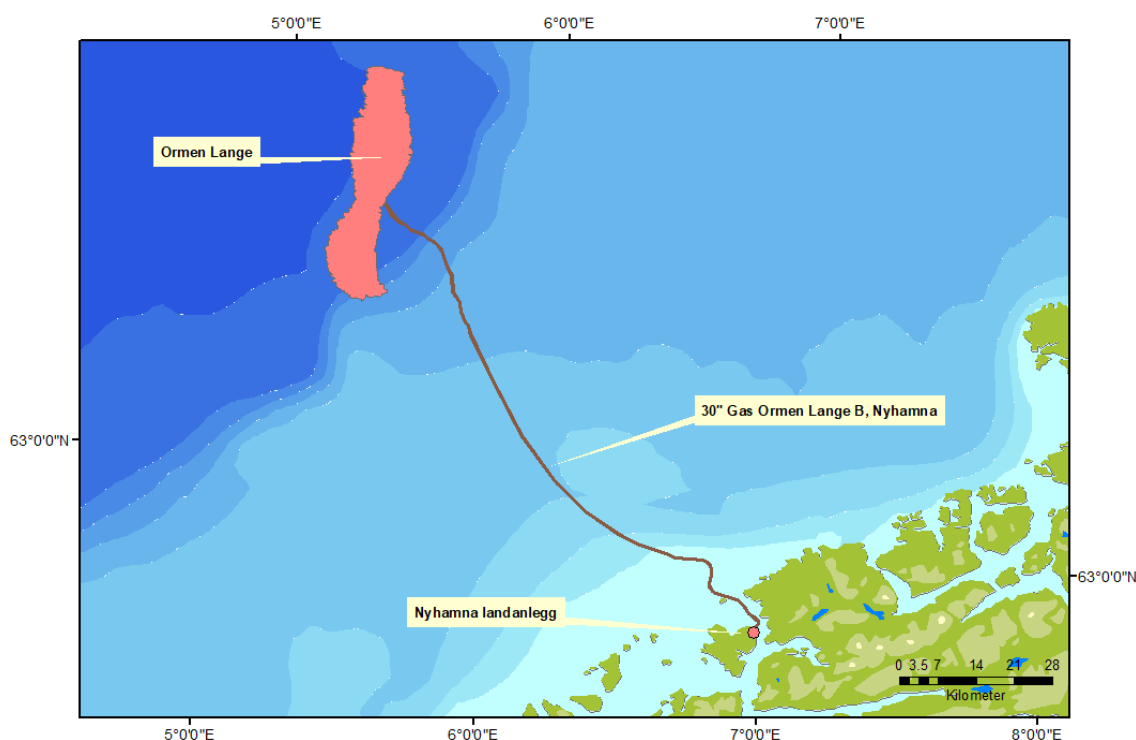 5°0'0"E 6°0'0"E 7°0'0"E
Ormen Lange
30" Gas Ormen Lange B, Nyhamna
63°0'0"N
63°0'0"N
Nyhamna landanlegg
0 3.5 7 14 21 28
Kilometer
5°0'0"E 6°0'0"E 7°0'0"E 8°0'0"E